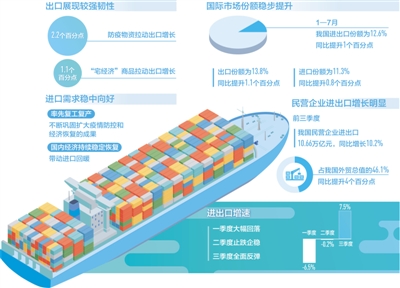 出口展现较强韧性
2.2个百分点
防疫物资拉动出口增长
1.1个百分点
“宅经济”商品拉动出口增长
进口需求稳中向好
率先复工复产
不断巩固扩大疫情防控和
经济恢复的成果
国内经济持续稳定恢复
带动进口回暖
国际市场份额稳步提升
1—7月
我国进出口份额为12.6%
同比提升1个百分点
出口份额为13.8%
同比提升1.1个百分点
进口份额为11.3%
同比提升0.8个百分点
民营企业进出口增长明显
前三季度
我国民营企业进出口
10.66万亿元，同比增长10.2%
占我国外贸总值的46.1%
同比提升4个百分点
进出口增速
一季度大幅回落
二季度止跌企稳
三季度全面反弹
一季度
-6.5%
二季度
-0.2%
7.5%
三季度